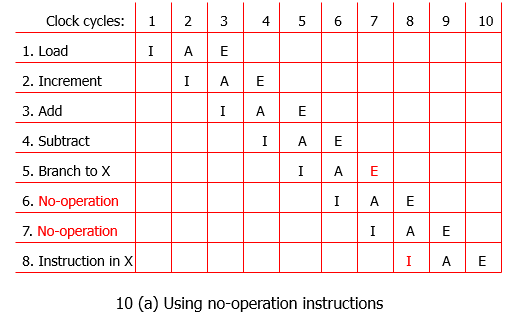 Clock cycles: 1 2 3 4 5 6 7 8 9 10
1. Load I A E
2. Increment I A E
3. Add I A E
4. Subtract I A E
5. Branch to X I A E
6. No-operation I A E
7. No-operation I A E
8. Instruction in X I A E
10 (a) Using no-operation instructions